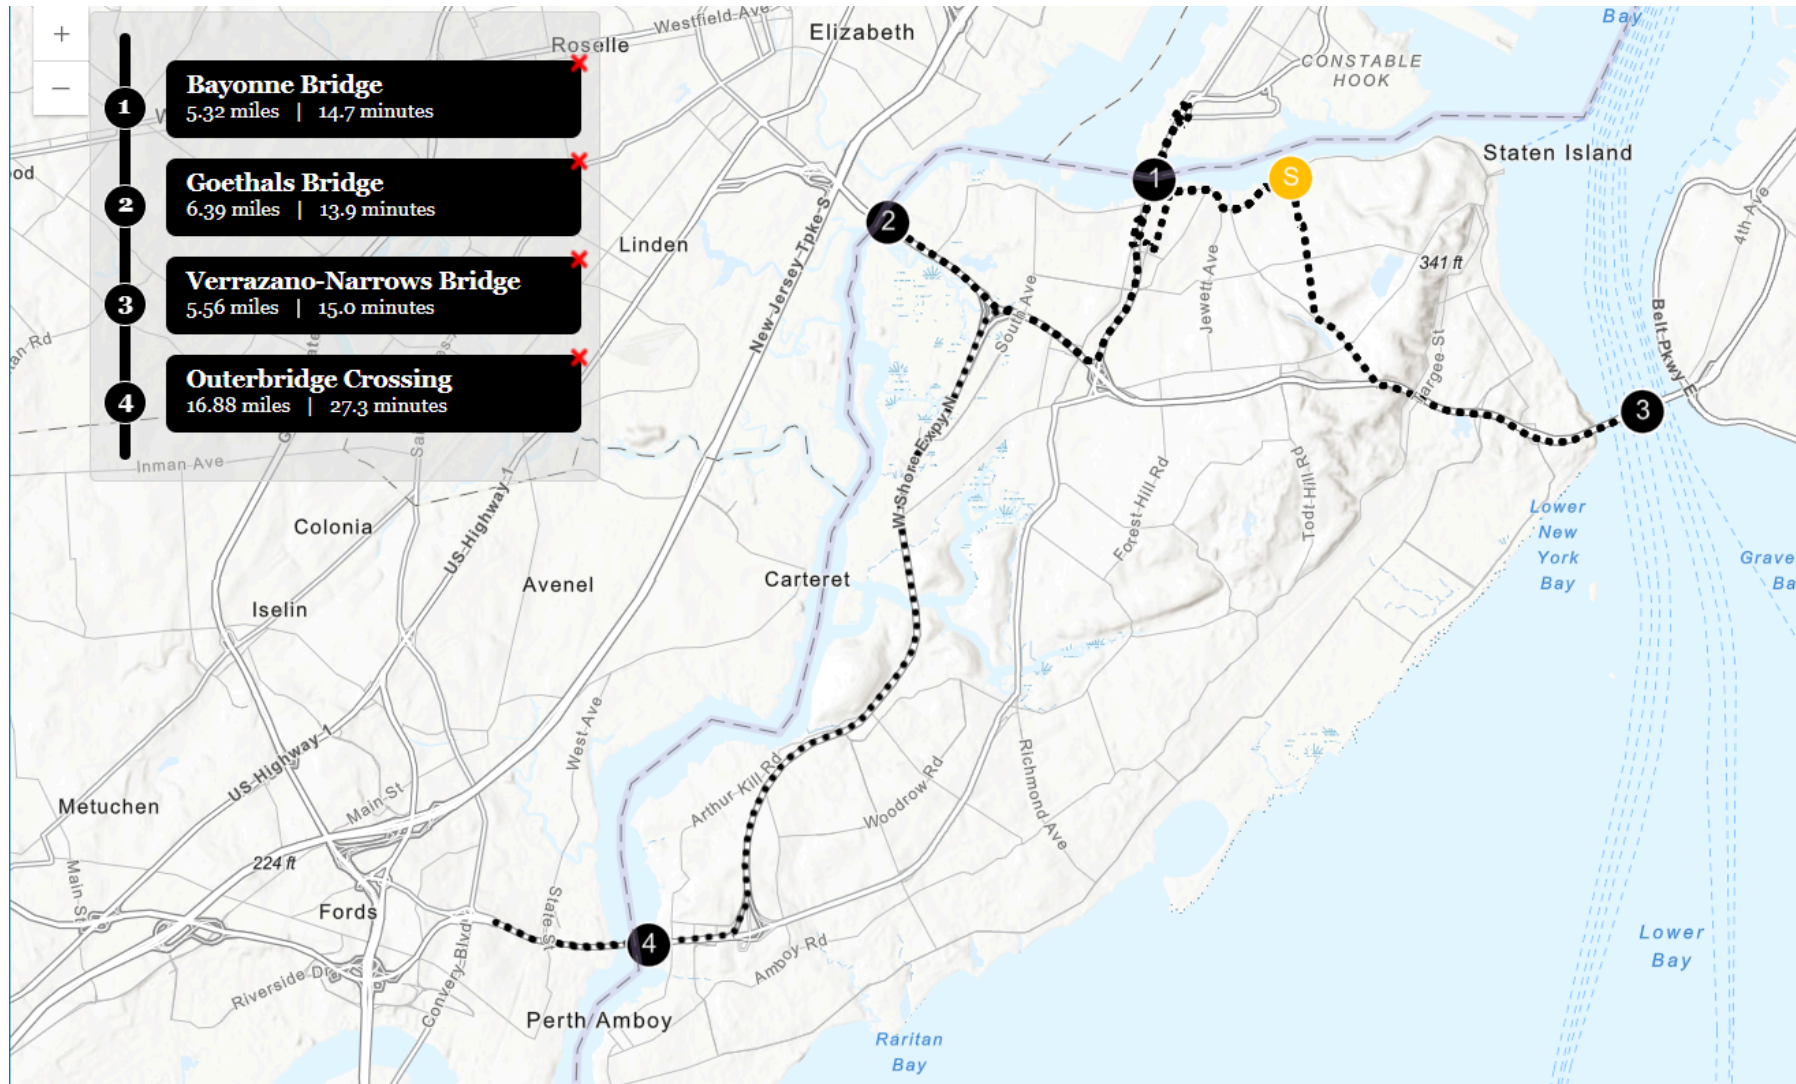 +
−
1
Bayonne Bridge
5.32 miles | 14.7 minutes
2
Goethals Bridge
6.39 miles | 13.9 minutes
3
Verrazano-Narrows Bridge
5.56 miles | 15.0 minutes
4
Outerbridge Crossing
16.88 miles | 27.3 minutes
Westfield Ave
Roselle
Elizabeth
Bay
CONSTABLE
HOOK
Staten Island
1
S
2
4th Ave
Linden
New Jersey Tpke S
341 ft
Jewett Ave
South Ave
Belt Pkwy E
Targee St
3
Inman Ave
US Highway 1
W Shore Expy N
Forest Hill Rd
Todt Hill Rd
Colonia
Lower
New
York
Bay
Avenel
Carteret
Iselin
West Ave
US Highway 1
Arthur Kill Rd
Woodrow Rd
Richmond Ave
Metuchen
Main St
224 ft
Main St
Fords
State St
4
Amboy Rd
Lower
Bay
Riverside Dr
Convery Blvd
Perth Amboy
Raritan
Bay